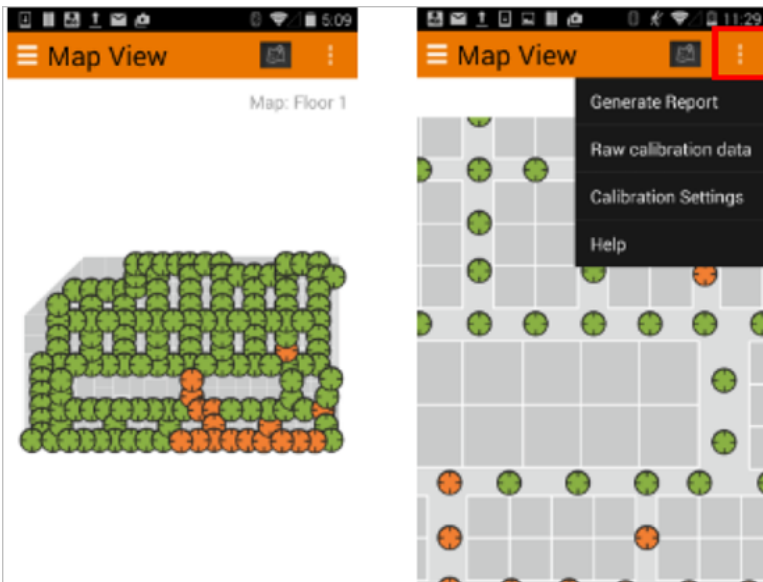 5:09
Map View
Map: Floor 1
11:29
Map View
Generate Report
Raw calibration data
Calibration Settings
Help